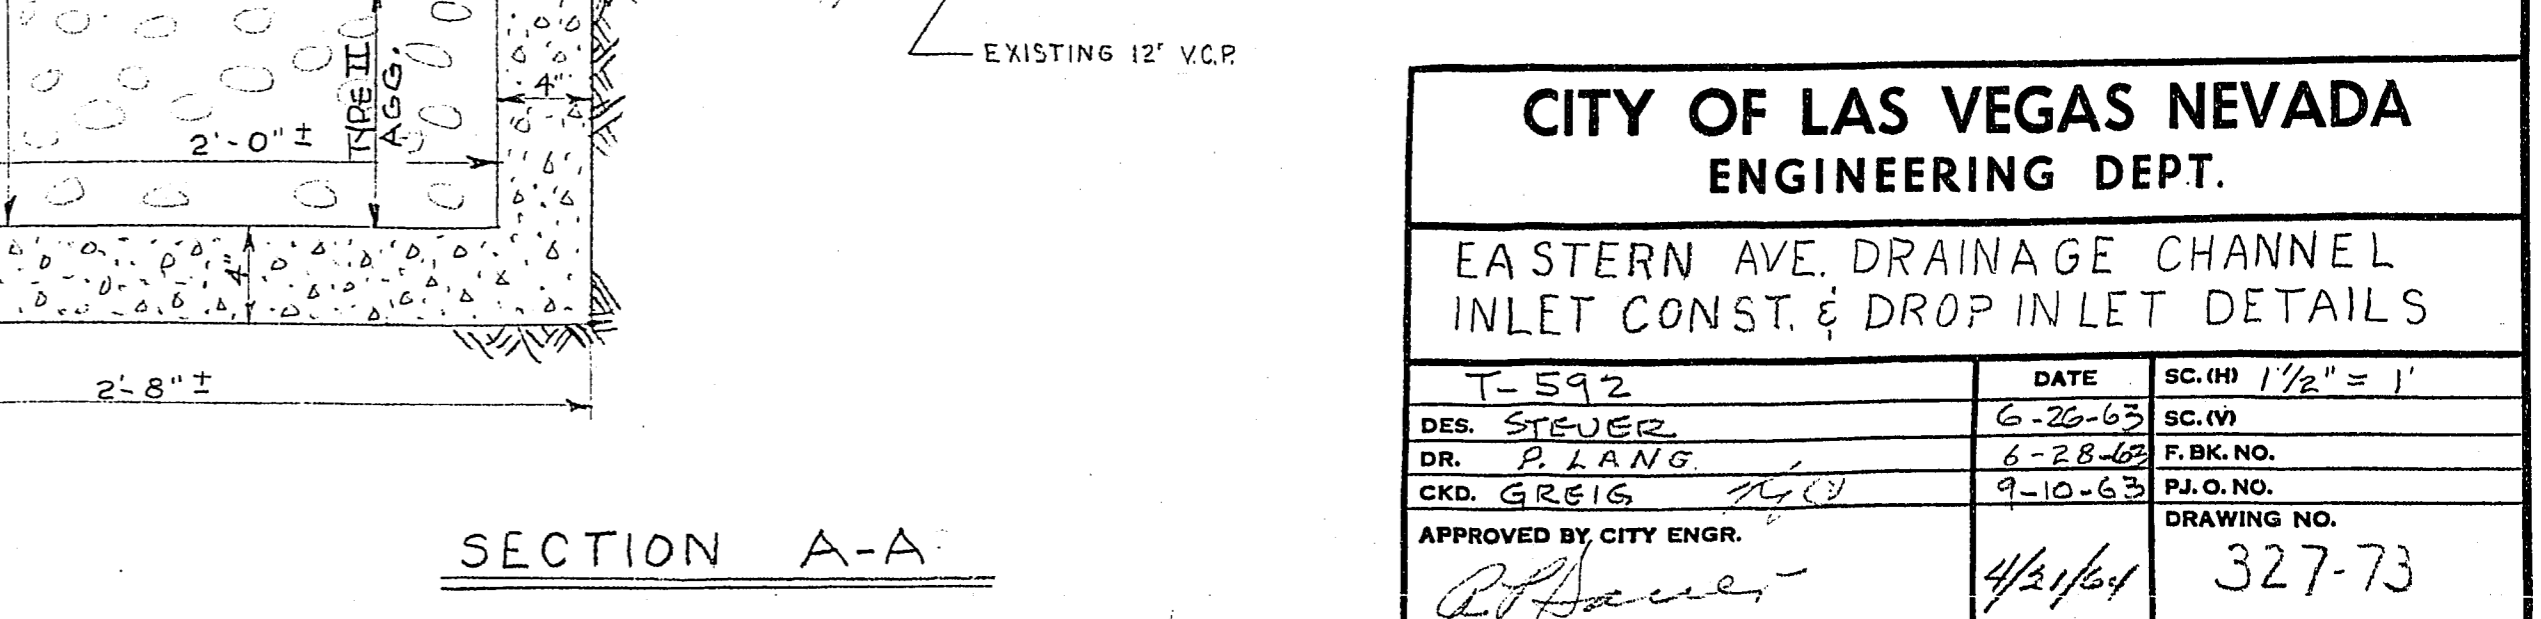 TYPE II
AGG.
2'-0" ±
4"
4"
2'-8" ±
EXISTING 12" V.C.P.
SECTION A-A
CITY OF LAS VEGAS NEVADA
ENGINEERING DEPT.
EASTERN AVE. DRAINAGE CHANNEL
INLET CONST. & DROP INLET DETAILS
T-592 DATE SC. (H) 1 1/2" = 1'
DES. STEUER 6-26-63 SC. (V)
DR. P. LANG 6-28-63 F. BK. NO.
CKD. GREIG 9-10-63 PJ. O. NO.
APPROVED BY CITY ENGR. DRAWING NO.
4/21/64 327-73